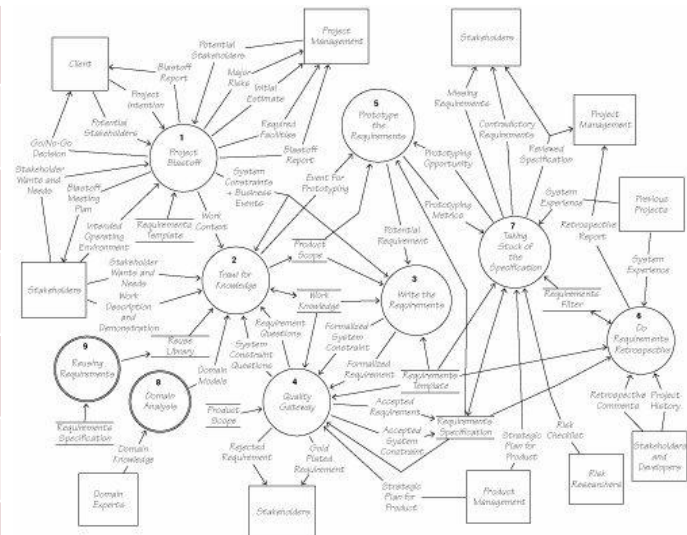 Project
Management
Stakeholders
Client
Potential
Stakeholders
Blastoff
Report
Major
Risks
Initial
Estimate
Project
Intention
Potential
Stakeholders
Required
Facilities
Blastoff
Report
1
Project
Blastoff
Go/No-Go
Decision
Stakeholder
Wants and
Needs
Blastoff
Meeting
Plan
Intended
Operating
Environment
Requirements
Template
System
Constraints
+ Business
Events
Work
Context
5
Prototype
the
Requirements
Missing
Requirements
Contradictory
Requirements
Reviewed
Specification
Project
Management
Prototyping
Opportunity
Event for
Prototyping
Prototyping
Metrics
System
Experience
Previous
Projects
7
Taking
Stock of
the
Specification
Retrospective
Report
System
Experience
Stakeholders
Stakeholder
Wants and
Needs
Work
Description
and
Demonstration
2
Trawl for
Knowledge
Product
Scope
Potential
Requirement
3
Write the
Requirements
Work
Knowledge
Requirements
Filter
6
Do
Requirements
Retrospective
Reuse
Library
9
Reusing
Requirements
8
Domain
Analysis
Domain
Models
Requirement
Questions
System
Constraint
Questions
Formalized
System
Constraint
Formalized
Requirement
Requirements
Template
4
Quality
Gateway
Product
Scope
Accepted
Requirement
Accepted
System
Constraint
Requirements
Specification
Requirements
Specification
Domain
Knowledge
Domain
Experts
Rejected
Requirement
Gold
Plated
Requirement
Stakeholders
Strategic
Plan for
Product
Strategic
Plan for
Product
Product
Management
Risk
Checklist
Risk
Researchers
Retrospective
Comments
Project
History
Stakeholders
and
Developers